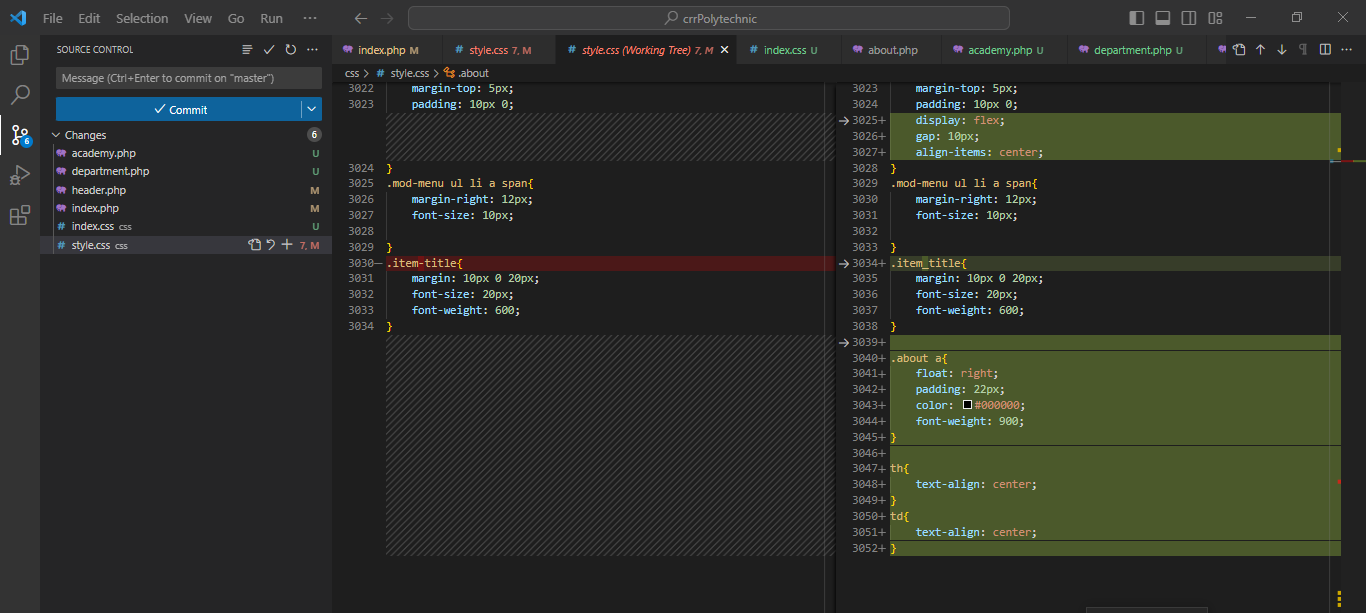 File Edit Selection View Go Run ··· crrPolytechnic
SOURCE CONTROL
index.php M style.css 7, M style.css (Working Tree) 7, M index.css U about.php academy.php U department.php U
css > # style.css > .about
Message (Ctrl+Enter to commit on "master")
Commit
Changes 6
academy.php U
department.php U
header.php M
index.php M
index.css css U
style.css css 7, M
6
3022 margin-top: 5px;
3023 padding: 10px 0;
3024 }
3025 .mod-menu ul li a span{
3026 margin-right: 12px;
3027 font-size: 10px;
3028
3029 }
3030— .item-title{
3031 margin: 10px 0 20px;
3032 font-size: 20px;
3033 font-weight: 600;
3034 }
3023 margin-top: 5px;
3024 padding: 10px 0;
3025+ display: flex;
3026+ gap: 10px;
3027+ align-items: center;
3028 }
3029 .mod-menu ul li a span{
3030 margin-right: 12px;
3031 font-size: 10px;
3032
3033 }
3034+ .item_title{
3035 margin: 10px 0 20px;
3036 font-size: 20px;
3037 font-weight: 600;
3038 }
3039+
3040+ .about a{
3041+ float: right;
3042+ padding: 22px;
3043+ color: #000000;
3044+ font-weight: 900;
3045+ }
3046+
3047+ th{
3048+ text-align: center;
3049+ }
3050+ td{
3051+ text-align: center;
3052+ }